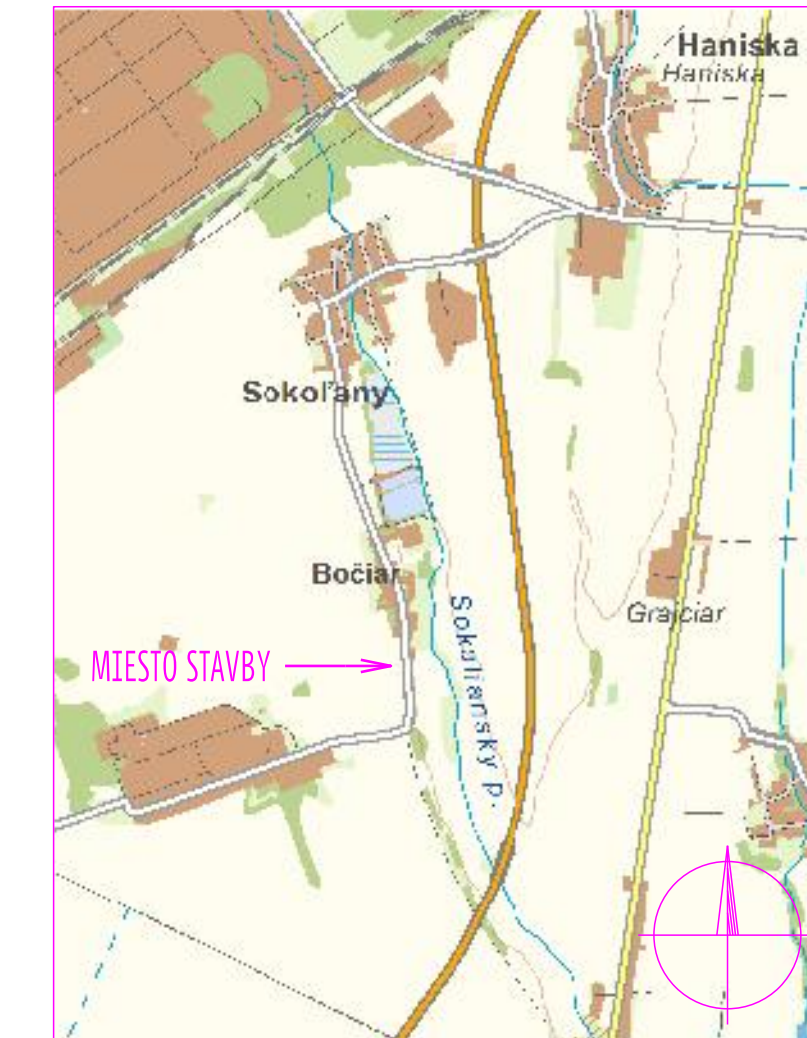 Haniska
Haniska
Sokoľany
Bočiar
Grajciar
Sokoliansky p.
MIESTO STAVBY